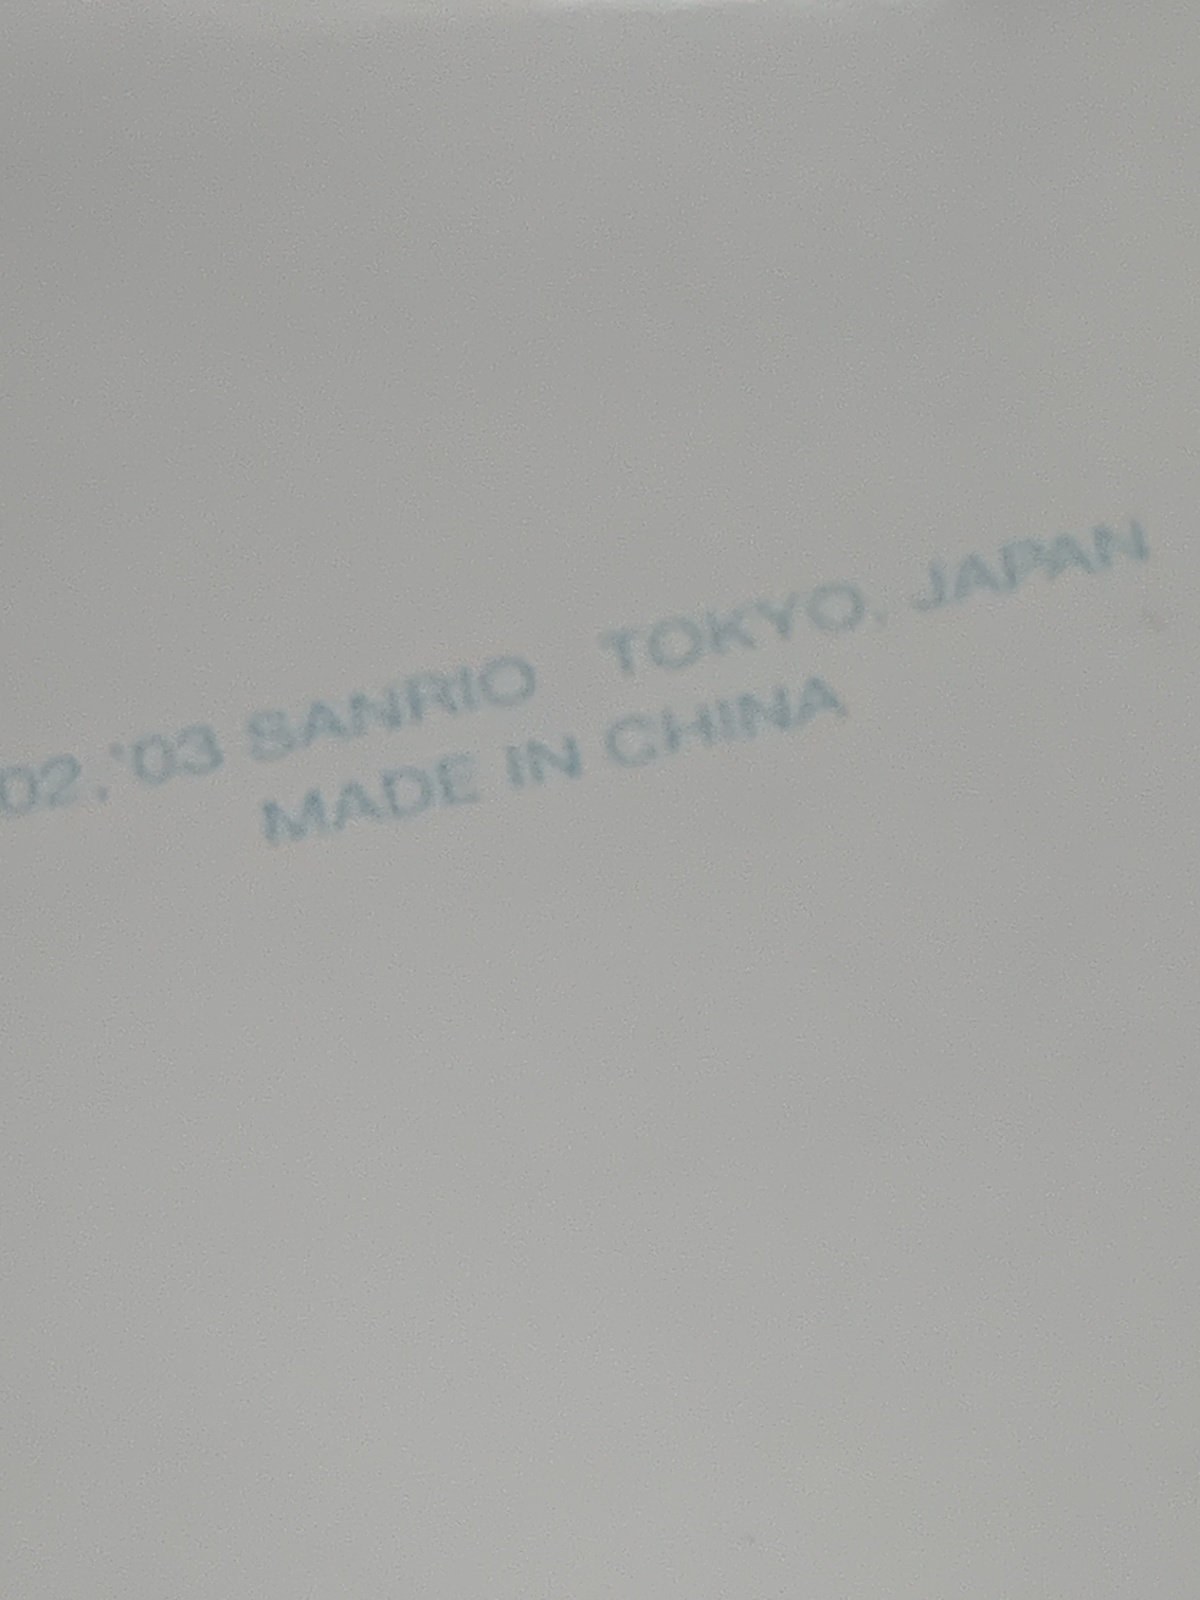 02,'03 SANRIO TOKYO, JAPAN
MADE IN CHINA